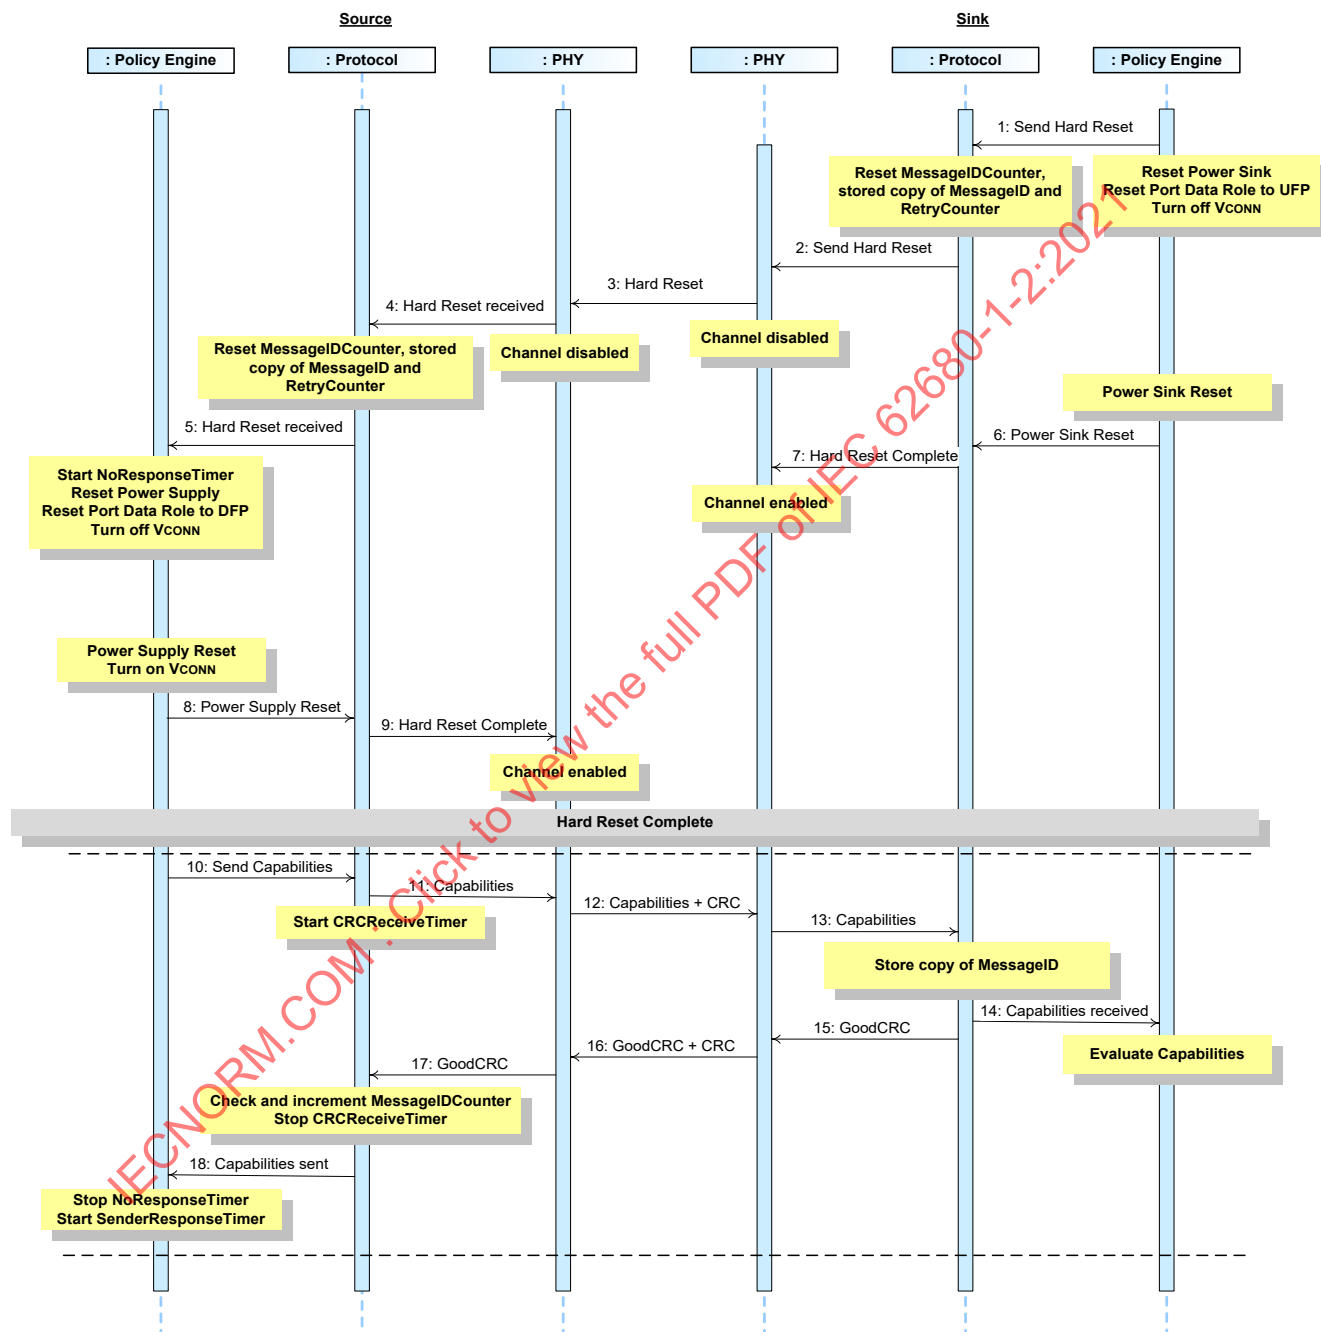 Source
Sink
: Policy Engine
: Protocol
: PHY
: PHY
: Protocol
: Policy Engine
1: Send Hard Reset
Reset MessageIDCounter,
stored copy of MessageID and
RetryCounter
Reset Power Sink
Reset Port Data Role to UFP
Turn off VCONN
2: Send Hard Reset
3: Hard Reset
4: Hard Reset received
Channel disabled
Channel disabled
Reset MessageIDCounter, stored
copy of MessageID and
RetryCounter
Power Sink Reset
5: Hard Reset received
6: Power Sink Reset
7: Hard Reset Complete
Start NoResponseTimer
Reset Power Supply
Reset Port Data Role to DFP
Turn off VCONN
Channel enabled
Power Supply Reset
Turn on VCONN
8: Power Supply Reset
9: Hard Reset Complete
Channel enabled
Hard Reset Complete
10: Send Capabilities
11: Capabilities
12: Capabilities + CRC
Start CRCReceiveTimer
13: Capabilities
Store copy of MessageID
14: Capabilities received
15: GoodCRC
16: GoodCRC + CRC
Evaluate Capabilities
17: GoodCRC
Check and increment MessageIDCounter
Stop CRCReceiveTimer
18: Capabilities sent
Stop NoResponseTimer
Start SenderResponseTimer
IECNORM.COM : Click to view the full PDF of IEC 62680-1-2:2021